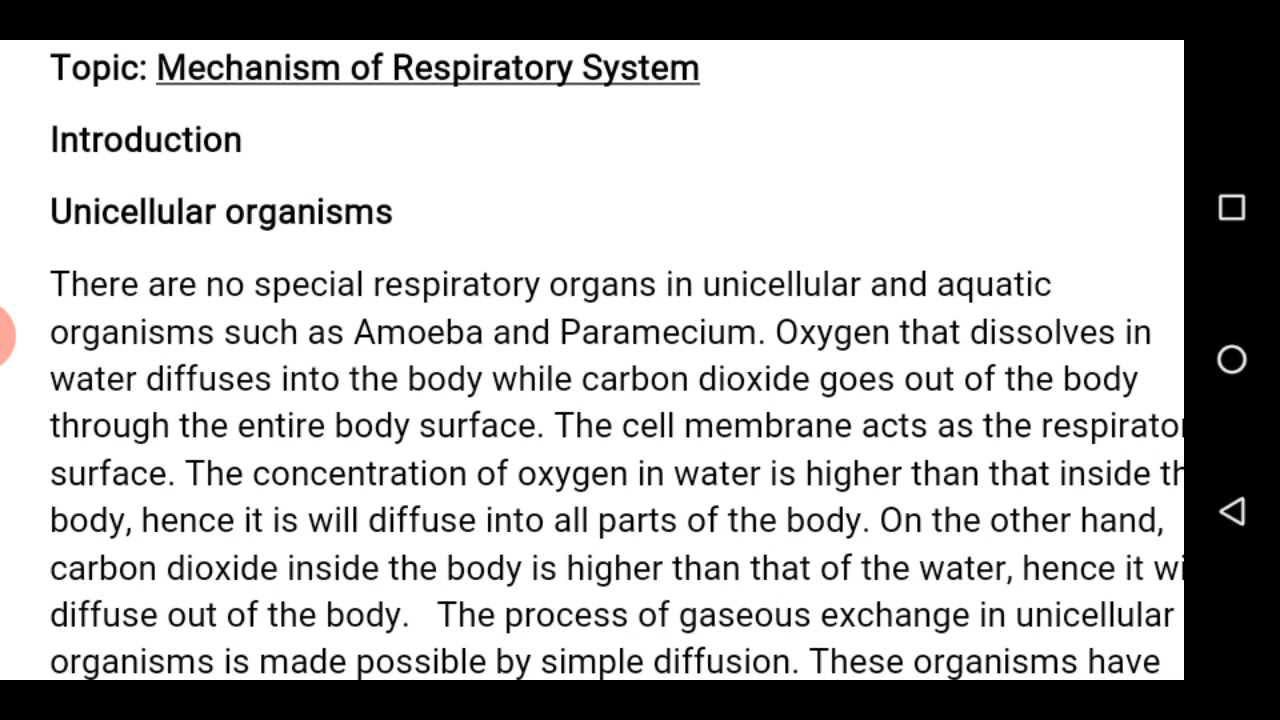 Topic: Mechanism of Respiratory System
Introduction
Unicellular organisms
There are no special respiratory organs in unicellular and aquatic
organisms such as Amoeba and Paramecium. Oxygen that dissolves in
water diffuses into the body while carbon dioxide goes out of the body
through the entire body surface. The cell membrane acts as the
surface. The concentration of oxygen in water is higher than that inside
body, hence it is will diffuse into all parts of the body. On the other hand,
carbon dioxide inside the body is higher than that of the water, hence it
diffuse out of the body. The process of gaseous exchange in unicellular
organisms is made possible by simple diffusion. These organisms have